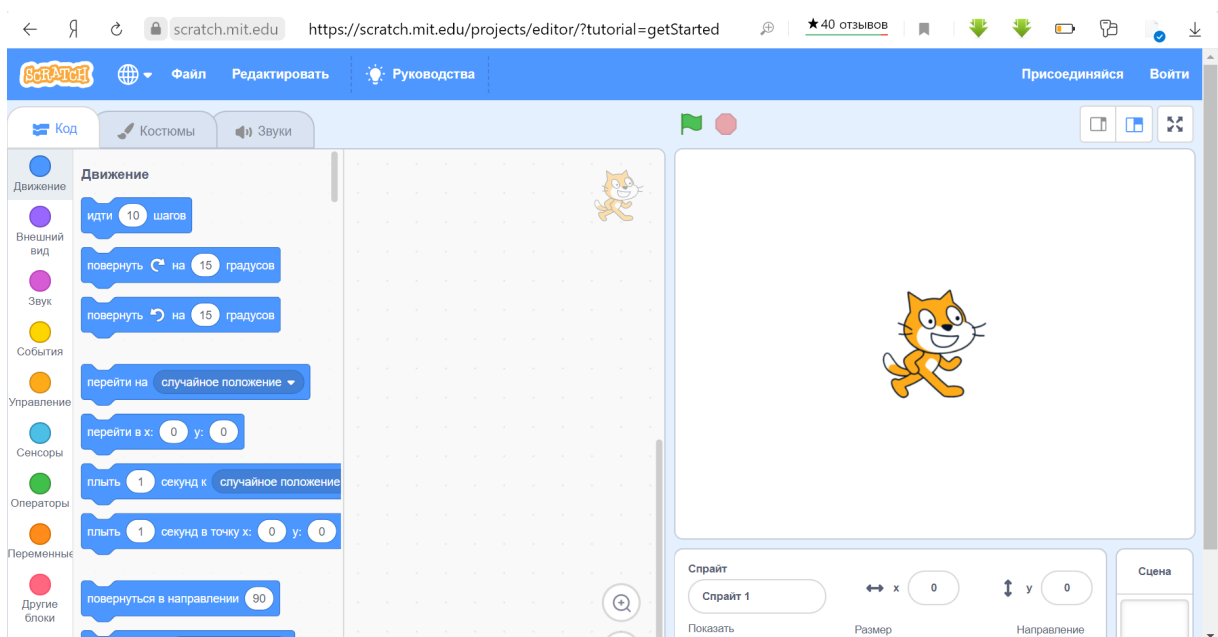 Я scratch.mit.edu https://scratch.mit.edu/projects/editor/?tutorial=getStarted ★40 отзывов
SCRATCH Файл Редактировать Руководства Присоединяйся Войти
Код Костюмы Звуки
Движение
Внешний
вид
Звук
События
Управление
Сенсоры
Операторы
Переменные
Другие
блоки
Движение
идти 10 шагов
повернуть на 15 градусов
повернуть на 15 градусов
перейти на случайное положение
перейти в x: 0 y: 0
плыть 1 секунд к случайное положение
плыть 1 секунд в точку x: 0 y: 0
повернуться в направлении 90
Спрайт
Спрайт 1 x 0 y 0
Показать Размер Направление
Сцена